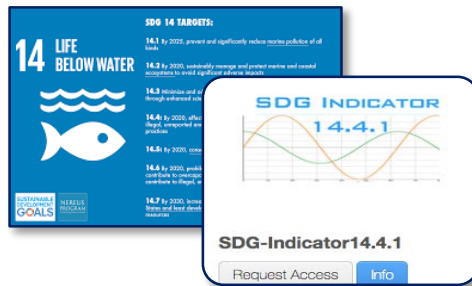 14 LIFE
BELOW WATER
SDG 14 TARGETS:
14.1 By 2025, prevent and significantly reduce marine pollution of all
kinds
14.2 By 2020, sustainably manage and protect marine and coastal
ecosystems to avoid significant adverse impacts
14.3 Minimize and
through enhanced
14.4: By 2020,
illegal, unreported
practices
14.5: By 2020,
14.6 By 2020,
contribute to
contribute to illegal,
14.7 By 2030,
States and least
resources
SUSTAINABLE
DEVELOPMENT
GOALS
NEREUS
PROGRAM
SDG INDICATOR
14.4.1
SDG-Indicator14.4.1
Request Access
Info